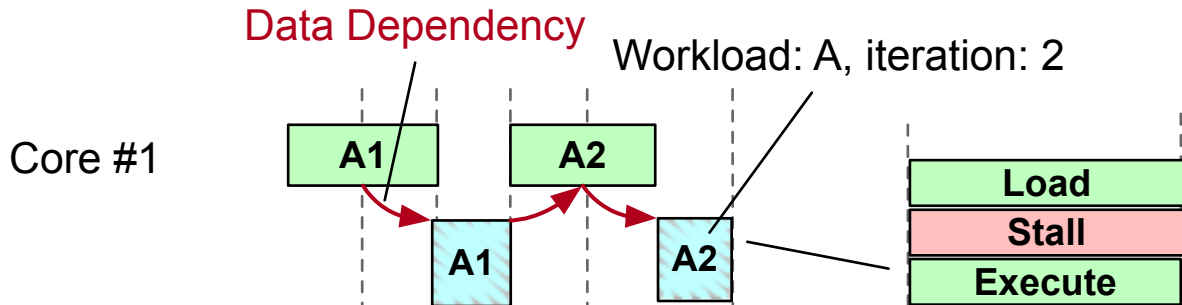 Data Dependency
Workload: A, iteration: 2
Core #1
A1
A2
A1
A2
Load
Stall
Execute